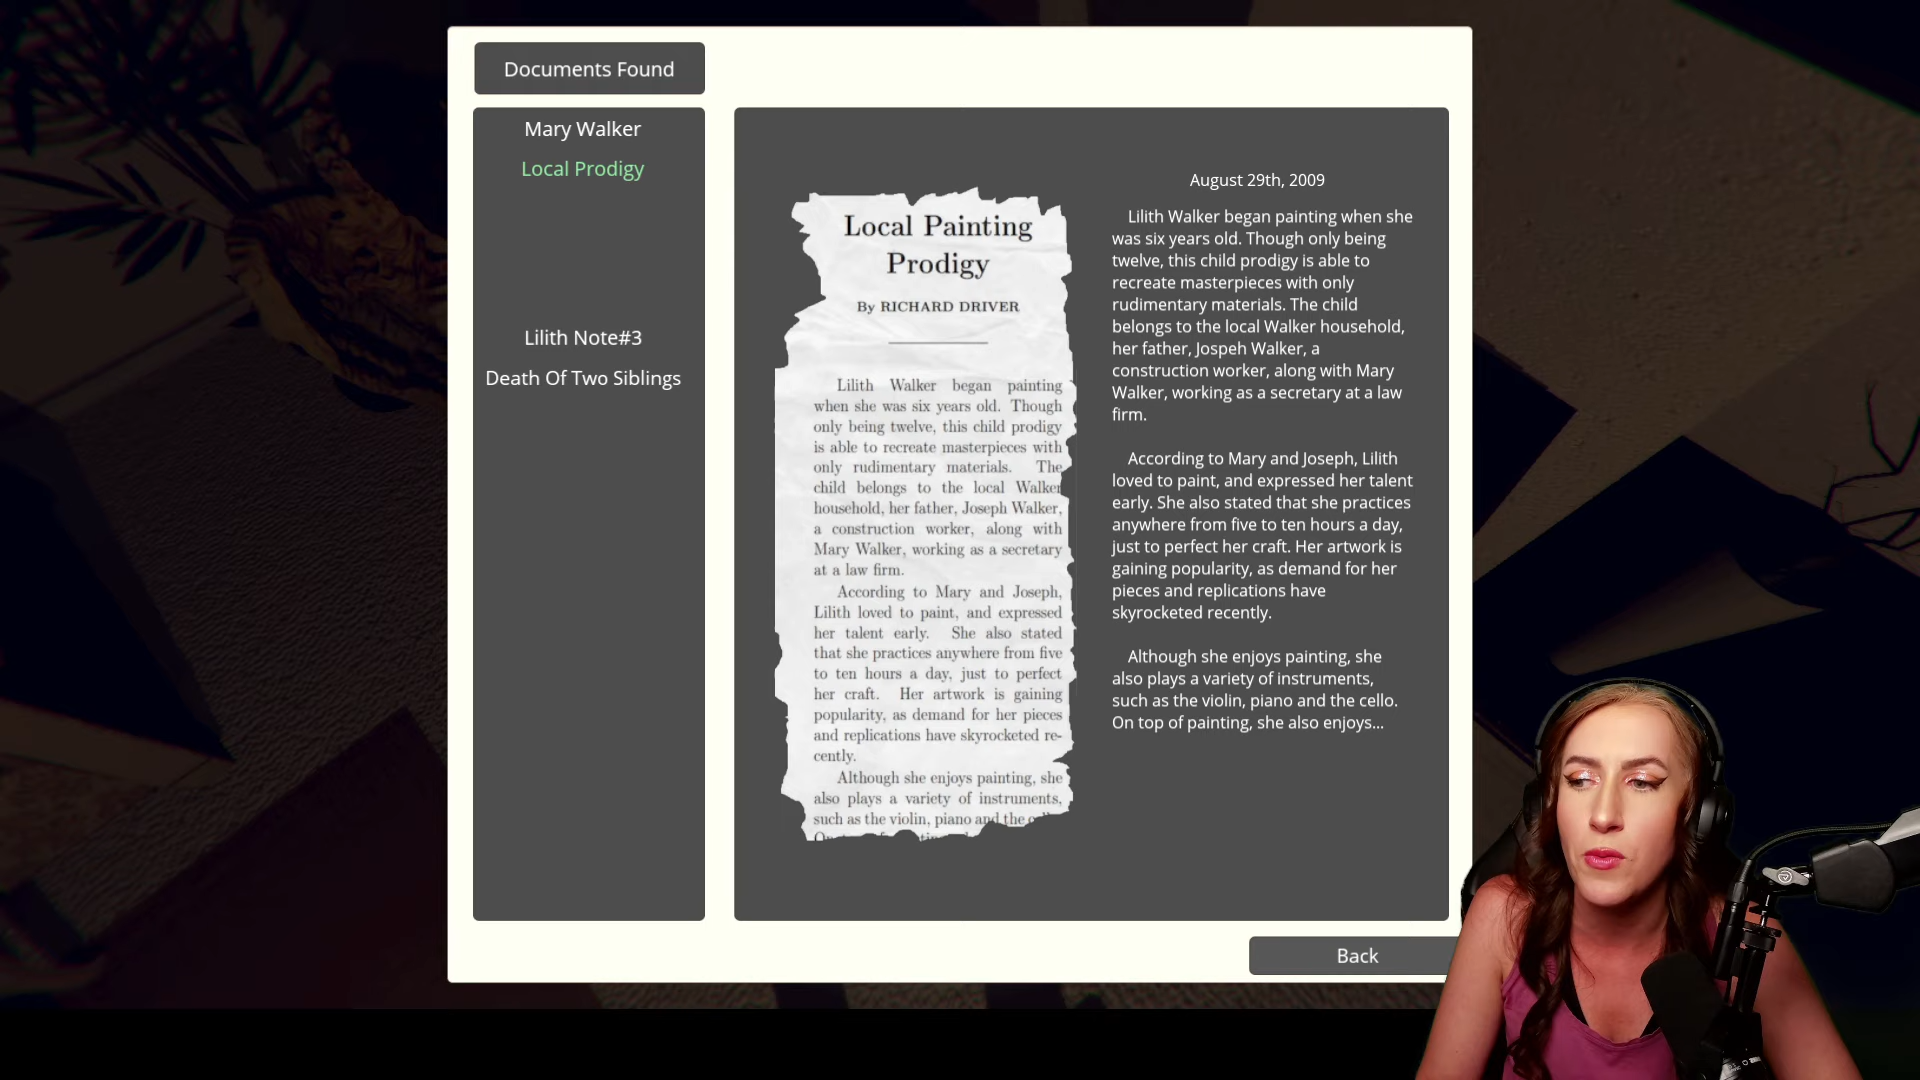 Documents Found
Mary Walker
Local Prodigy
Lilith Note#3
Death Of Two Siblings
Local Painting
Prodigy
By RICHARD DRIVER
Lilith Walker began painting
when she was six years old. Though
only being twelve, this child prodigy
is able to recreate masterpieces with
only rudimentary materials. The
child belongs to the local Walker
household, her father, Joseph Walker,
a construction worker, along with
Mary Walker, working as a secretary
at a law firm.
According to Mary and Joseph,
Lilith loved to paint, and expressed
her talent early. She also stated
that she practices anywhere from five
to ten hours a day, just to perfect
her craft. Her artwork is gaining
popularity, as demand for her pieces
and replications have skyrocketed re-
cently.
Although she enjoys painting, she
also plays a variety of instruments,
such as the violin, piano and the
August 29th, 2009
Lilith Walker began painting when she
was six years old. Though only being
twelve, this child prodigy is able to
recreate masterpieces with only
rudimentary materials. The child
belongs to the local Walker household,
her father, Jospeh Walker, a
construction worker, along with Mary
Walker, working as a secretary at a law
firm.
According to Mary and Joseph, Lilith
loved to paint, and expressed her talent
early. She also stated that she practices
anywhere from five to ten hours a day,
just to perfect her craft. Her artwork is
gaining popularity, as demand for her
pieces and replications have
skyrocketed recently.
Although she enjoys painting, she
also plays a variety of instruments,
such as the violin, piano and the cello.
On top of painting, she also enjoys...
Back